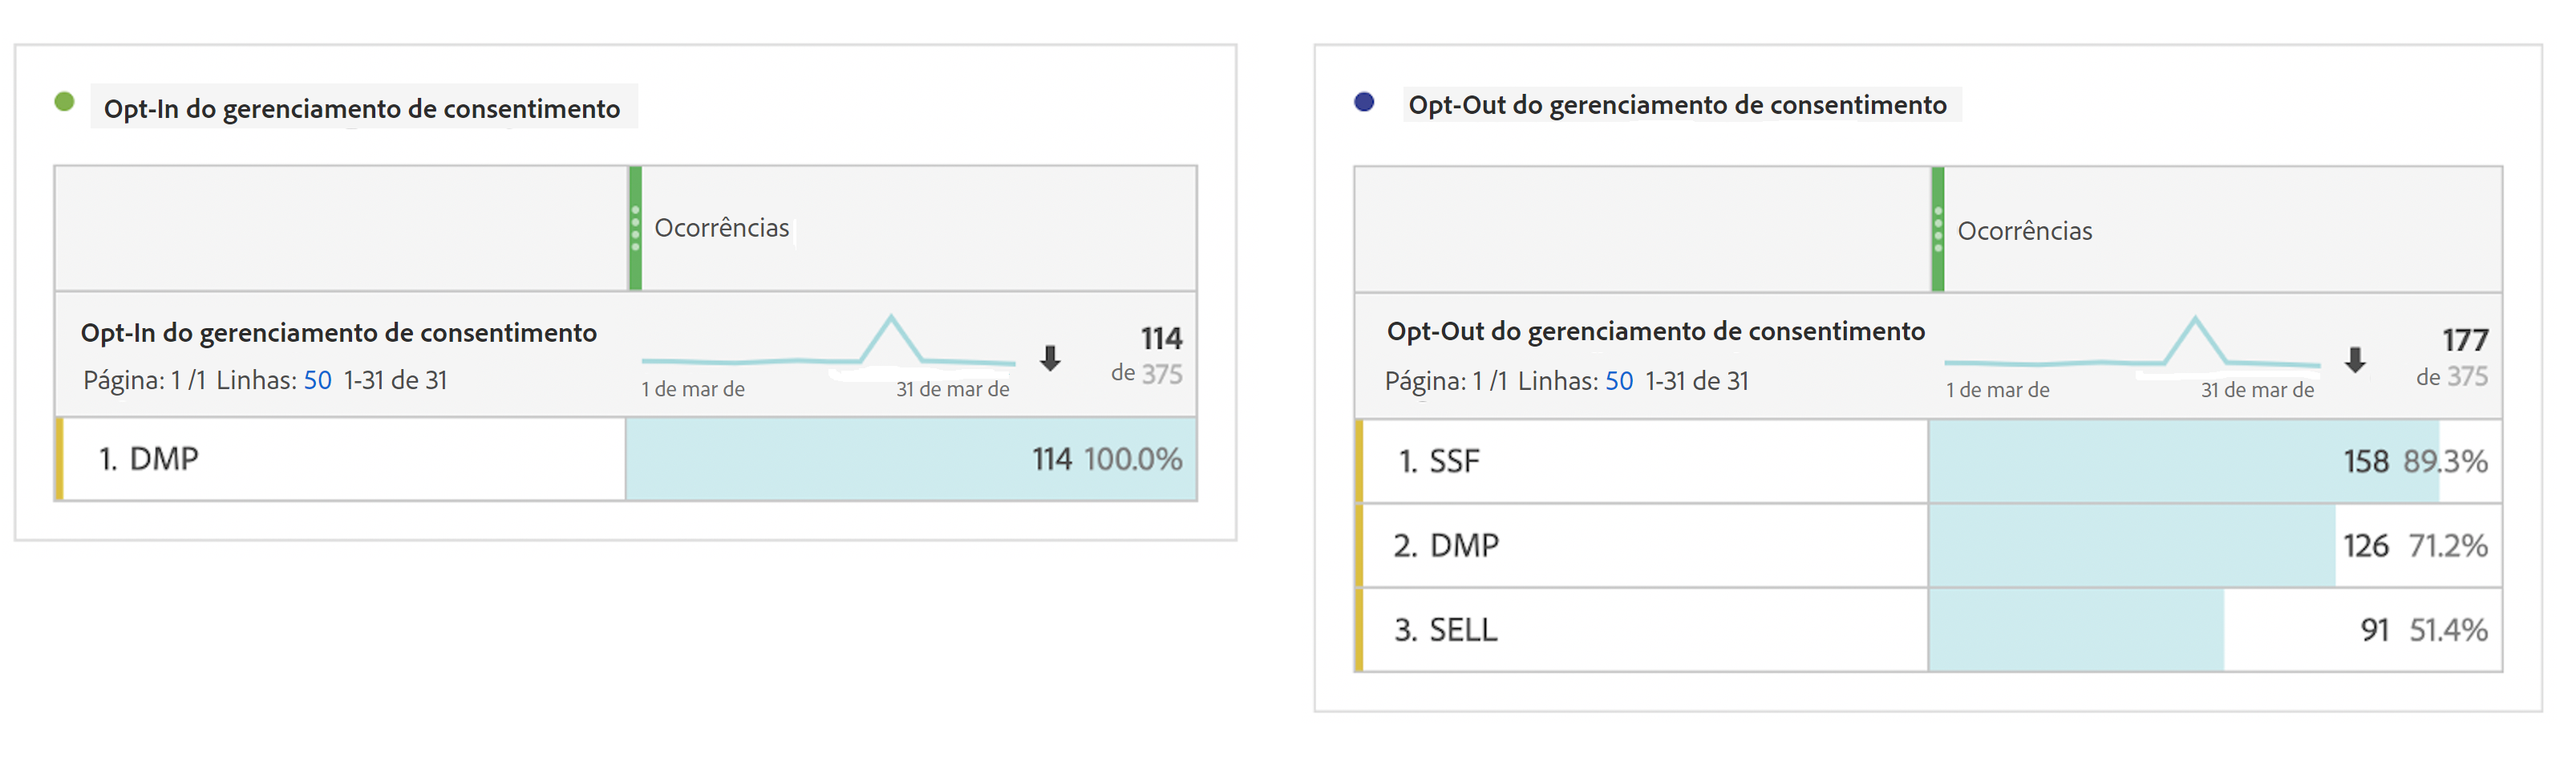 Opt-In do gerenciamento de consentimento
Ocorrências
Opt-In do gerenciamento de consentimento
Página: 1 /1 Linhas: 50 1-31 de 31
1 de mar de
31 de mar de
114
de 375
1. DMP 114 100.0%
Opt-Out do gerenciamento de consentimento
Ocorrências
Opt-Out do gerenciamento de consentimento
Página: 1 /1 Linhas: 50 1-31 de 31
1 de mar de
31 de mar de
177
de 375
1. SSF 158 89.3%
2. DMP 126 71.2%
3. SELL 91 51.4%